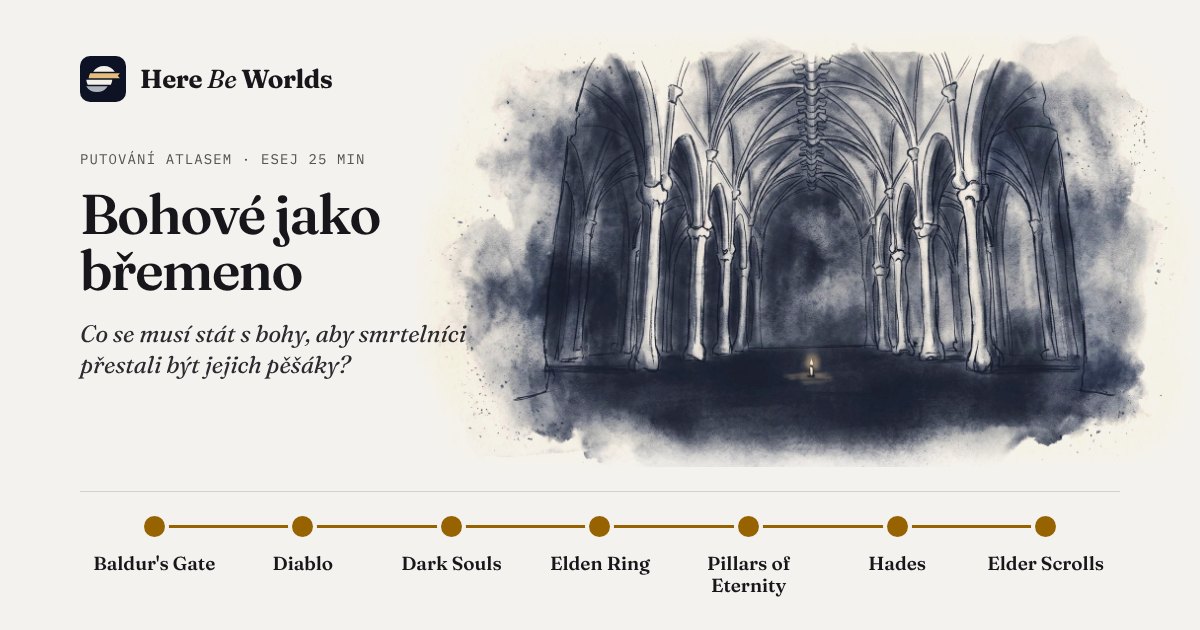 Here Be Worlds
PUTOVÁNÍ ATLASEM · ESEJ 25 MIN
Bohové jako
břemeno
Co se musí stát s bohy, aby smrtelníci
přestali být jejich pěšáky?
Baldur's Gate
Diablo
Dark Souls
Elden Ring
Pillars of
Eternity
Hades
Elder Scrolls